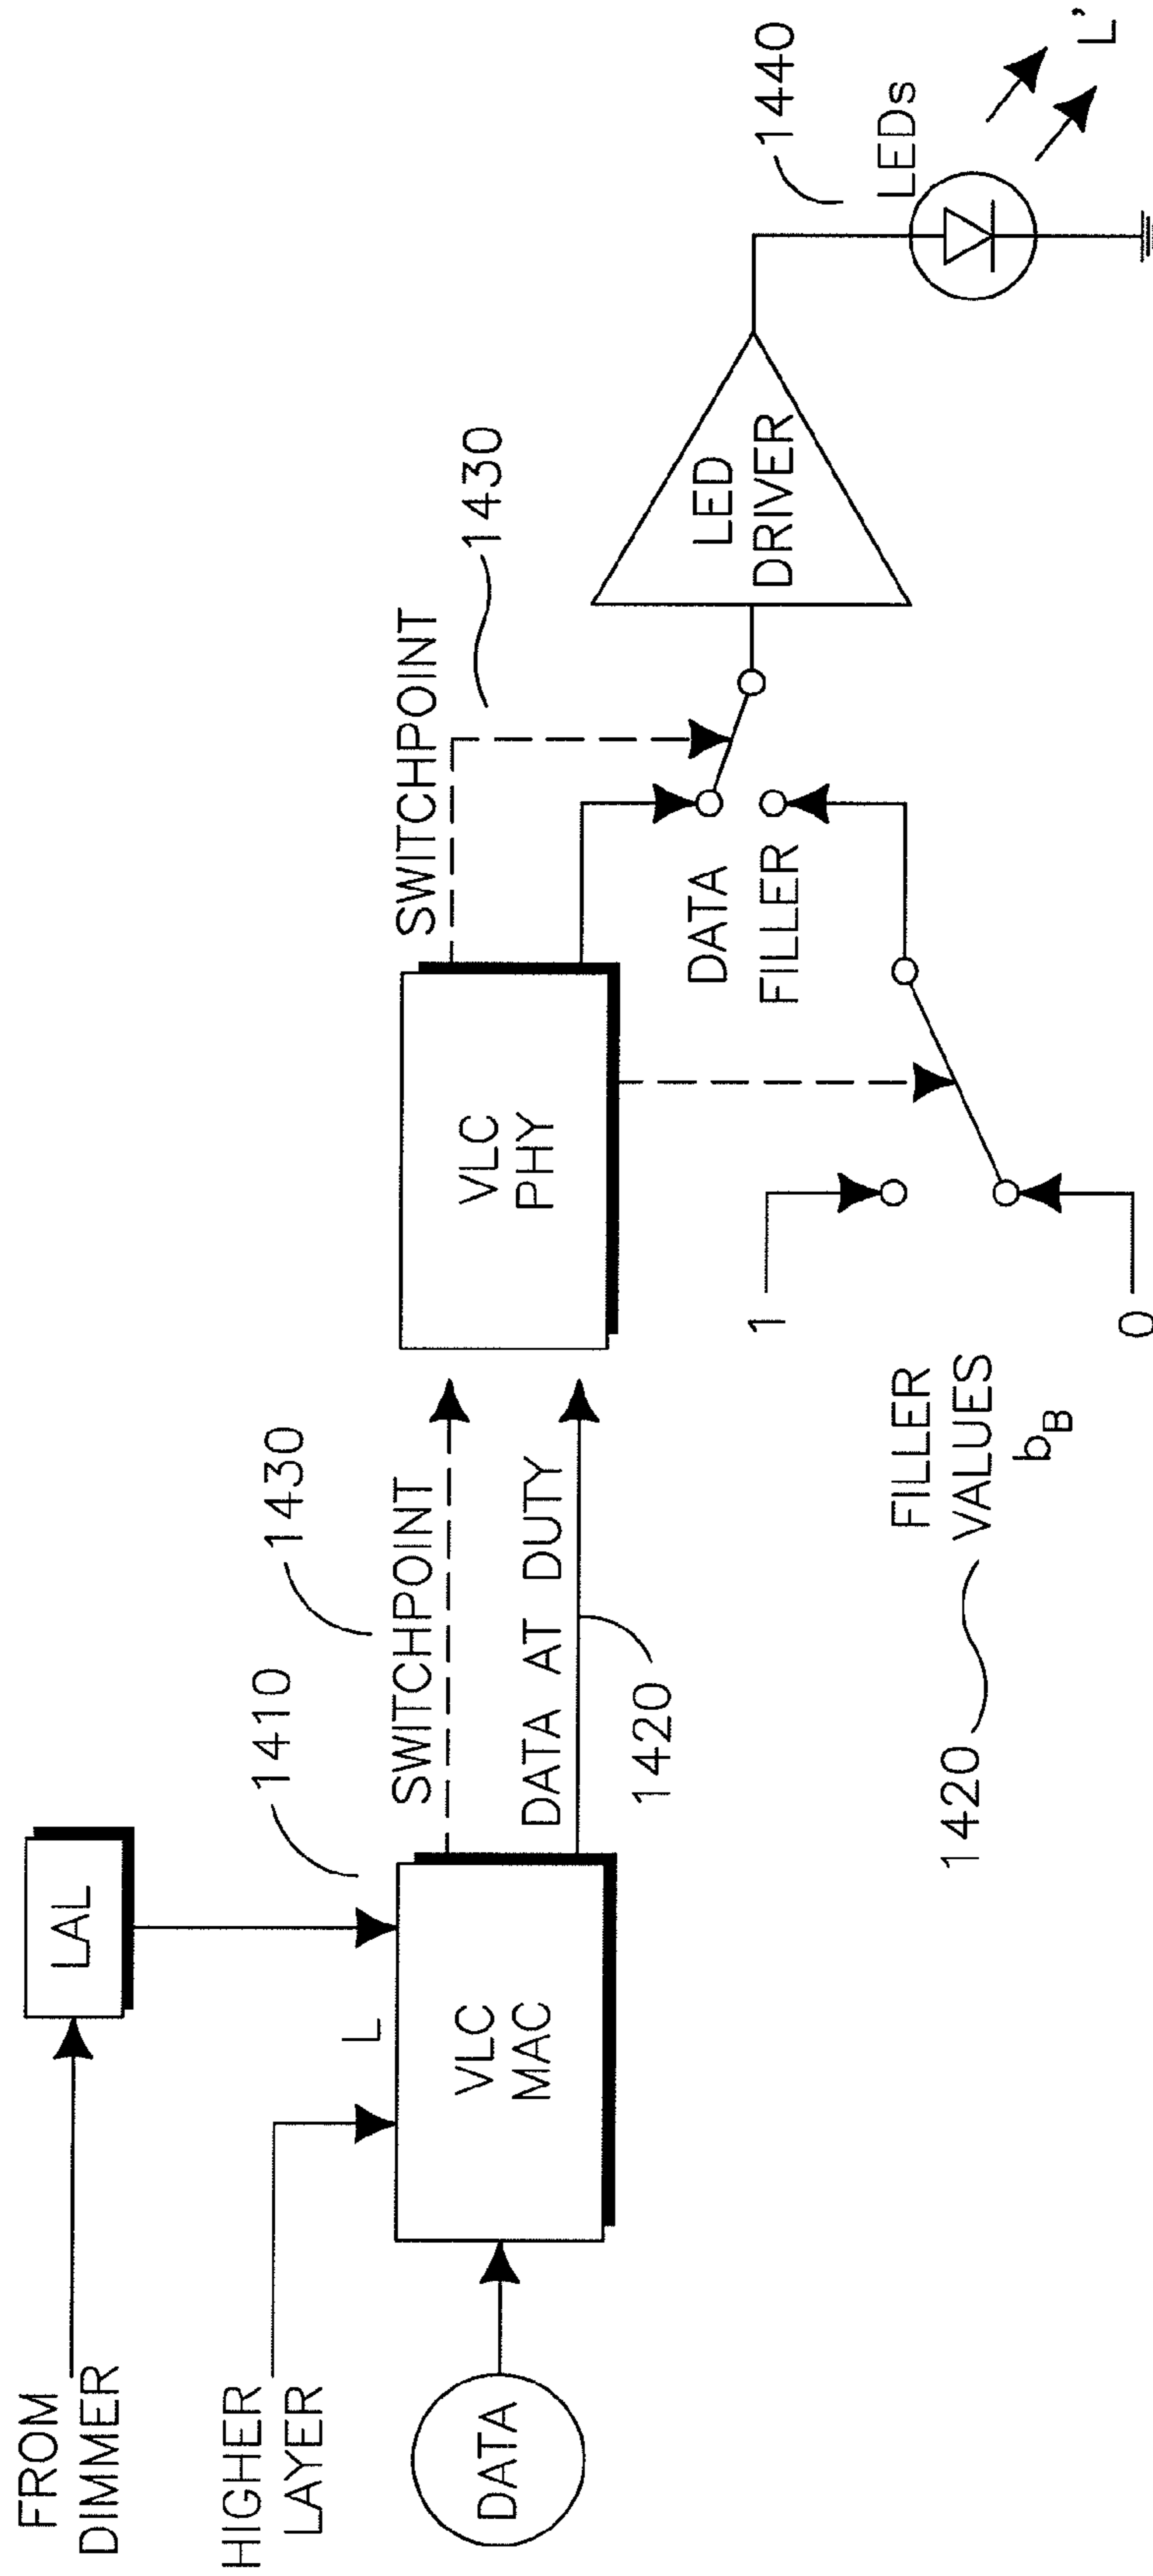 FROM
DIMMER
LAL
HIGHER
LAYER
L
DATA
VLC
MAC
1410
SWITCHPOINT
1430
DATA AT DUTY
1420
VLC
PHY
SWITCHPOINT
1430
DATA
FILLER
1
0
FILLER
VALUES
bB
1420
LED
DRIVER
1440
LEDs
L'